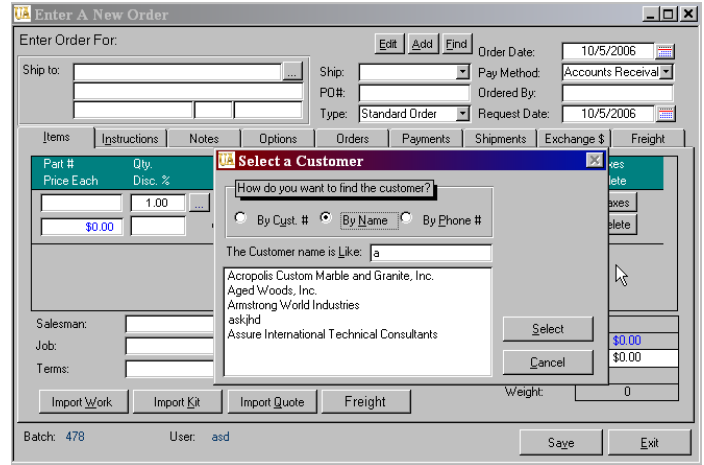 UA Enter A New Order
Enter Order For:
Edit Add Find
Order Date: 10/5/2006
Ship to: ... Ship: Pay Method: Accounts Receival
PO#: Ordered By:
Type: Standard Order Request Date: 10/5/2006
Items Instructions Notes Options Orders Payments Shipments Exchange $ Freight
Part # Qty.
Price Each Disc. %
1.00 ...
$0.00
UA Select a Customer
How do you want to find the customer?
By Cust. # By Name By Phone #
The Customer name is Like: a
Acropolis Custom Marble and Granite, Inc.
Aged Woods, Inc.
Armstrong World Industries
askjhd
Assure International Technical Consultants
Select
Cancel
Salesman:
Job: $0.00
Terms: $0.00
Weight: 0
Import Work Import Kit Import Quote Freight
Batch: 478 User: asd Save Exit